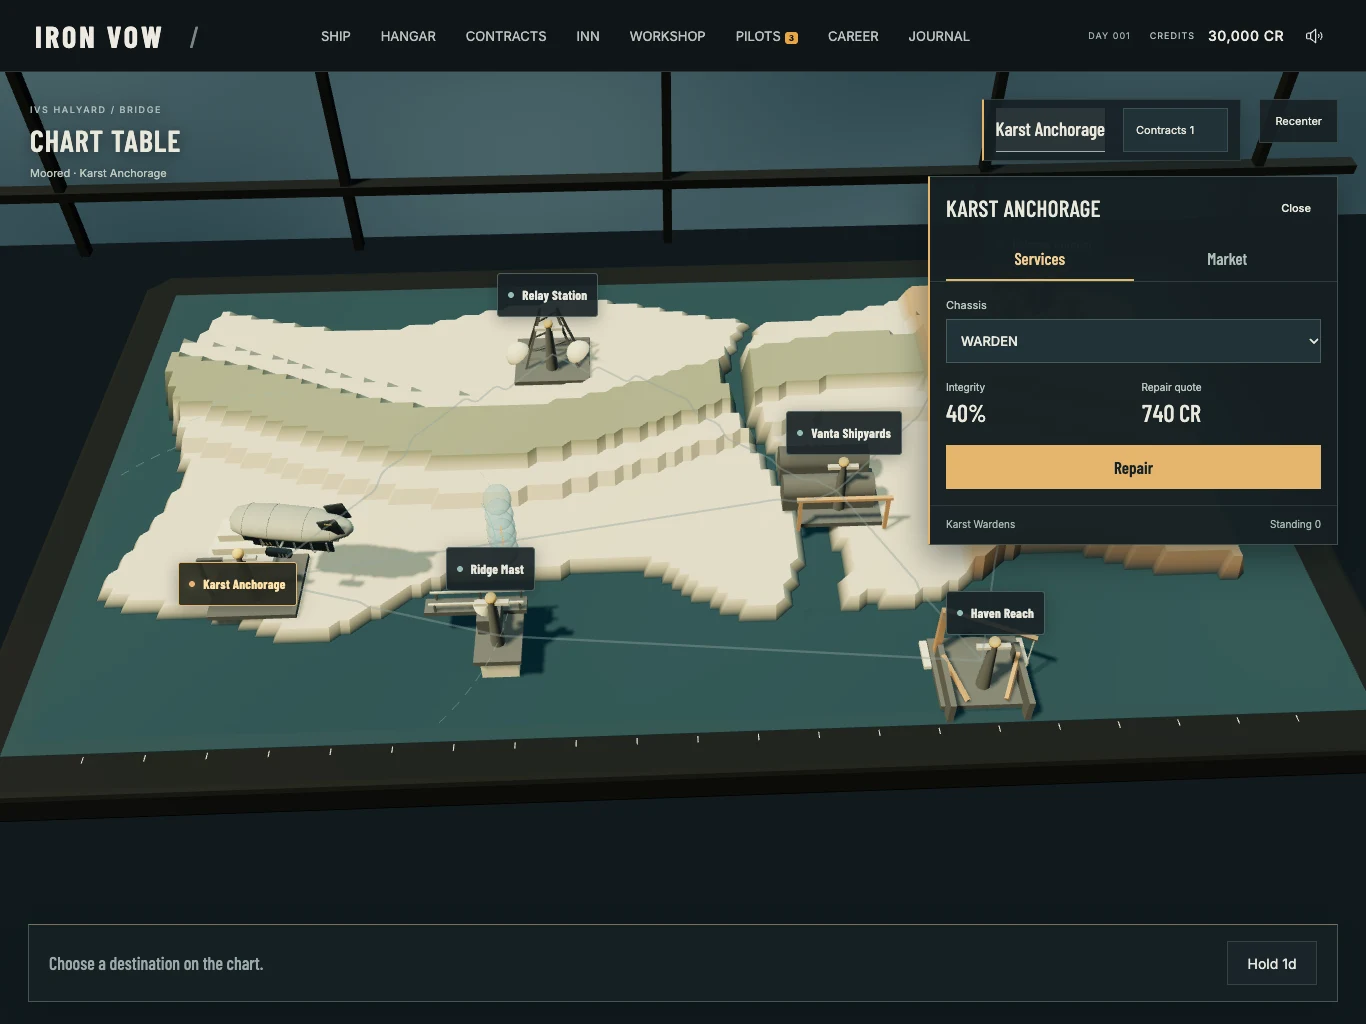 IRON VOW /
SHIP HANGAR CONTRACTS INN WORKSHOP PILOTS 3 CAREER JOURNAL
DAY 001 CREDITS 30,000 CR
IVS HALYARD / BRIDGE
CHART TABLE
Moored · Karst Anchorage
Karst Anchorage
Contracts 1
Recenter
KARST ANCHORAGE
Close
Services Market
Chassis
WARDEN
Integrity Repair quote
40% 740 CR
Repair
Karst Wardens Standing 0
Relay Station
Vanta Shipyards
Ridge Mast
Karst Anchorage
Haven Reach
Choose a destination on the chart.
Hold 1d